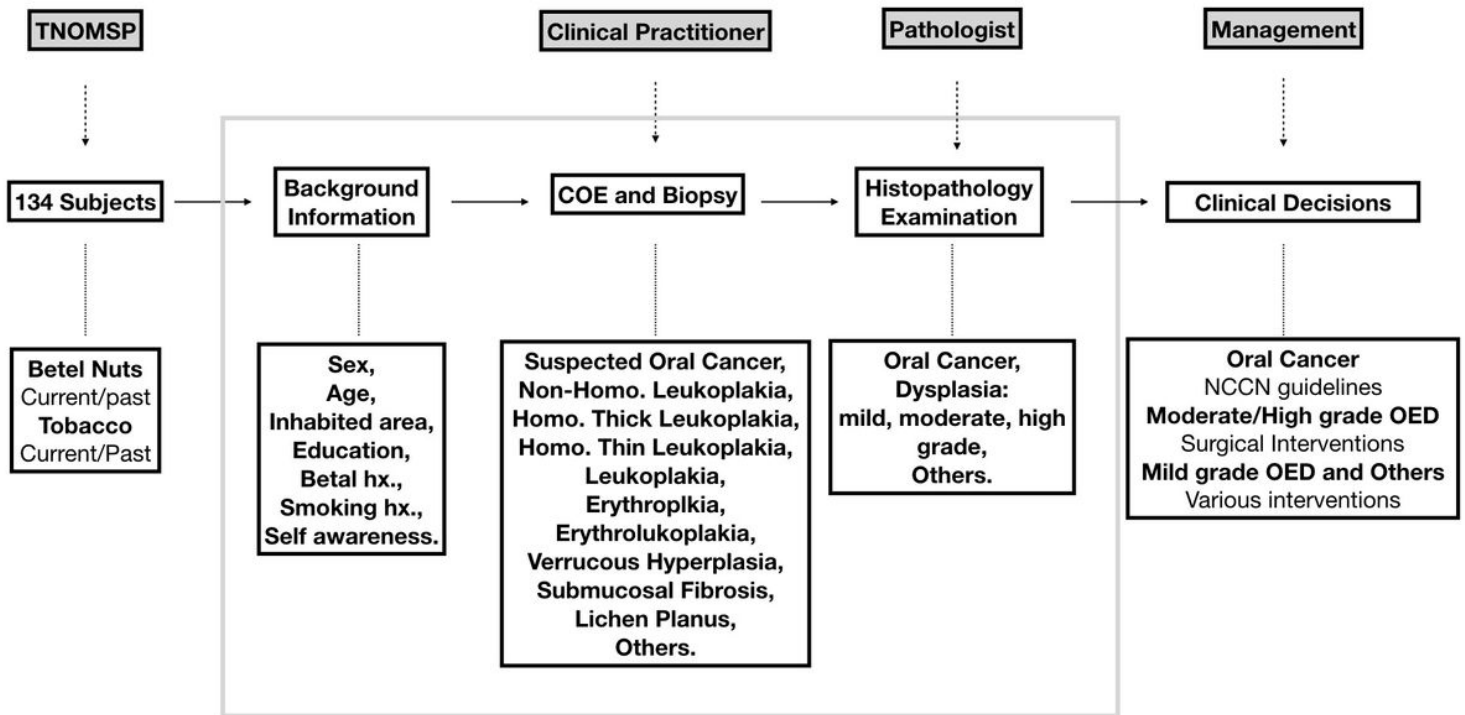 TNOMSP
Clinical Practitioner
Pathologist
Management
134 Subjects
Background
Information
COE and Biopsy
Histopathology
Examination
Clinical Decisions
Betel Nuts
Current/past
Tobacco
Current/Past
Sex,
Age,
Inhabited area,
Education,
Betal hx.,
Smoking hx.,
Self awareness.
Suspected Oral Cancer,
Non-Homo. Leukoplakia,
Homo. Thick Leukoplakia,
Homo. Thin Leukoplakia,
Leukoplakia,
Erythroplkia,
Erythrolukoplakia,
Verrucous Hyperplasia,
Submucosal Fibrosis,
Lichen Planus,
Others.
Oral Cancer,
Dysplasia:
mild, moderate, high
grade,
Others.
Oral Cancer
NCCN guidelines
Moderate/High grade OED
Surgical Interventions
Mild grade OED and Others
Various interventions